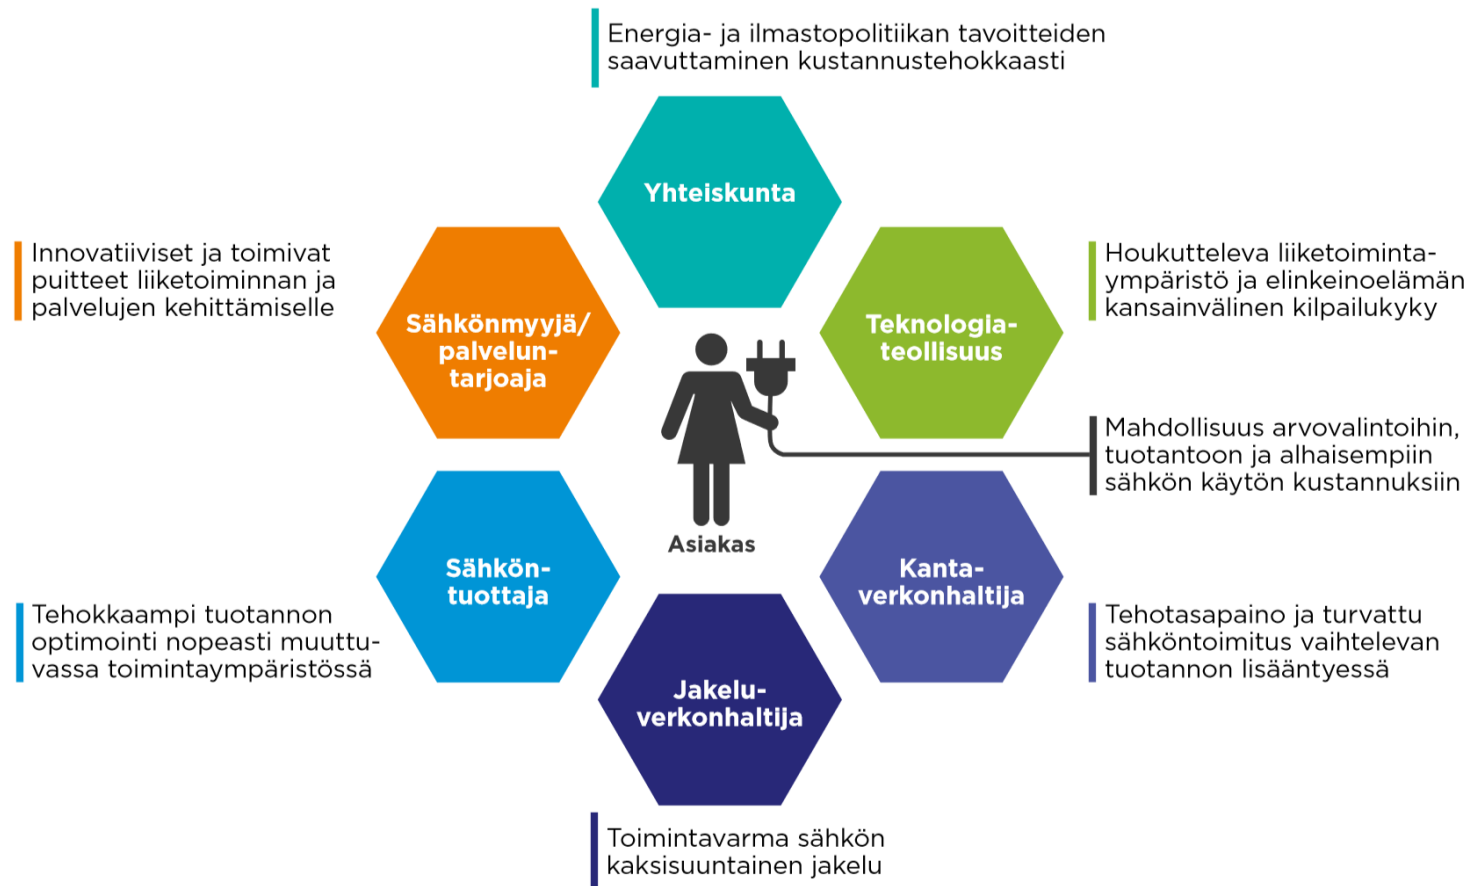 Energia- ja ilmastopolitiikan tavoitteiden
saavuttaminen kustannustehokkaasti
Yhteiskunta
Innovatiiviset ja toimivat
puitteet liiketoiminnan ja
palvelujen kehittämiselle
Sähkönmyyjä/
palvelun-
tarjoaja
Teknologia-
teollisuus
Houkutteleva liiketoiminta-
ympäristö ja elinkeinoelämän
kansainvälinen kilpailukyky
Mahdollisuus arvovalintoihin,
tuotantoon ja alhaisempiin
sähkön käytön kustannuksiin
Asiakas
Sähkön-
tuottaja
Tehokkaampi tuotannon
optimointi nopeasti muuttu-
vassa toimintaympäristössä
Kanta-
verkonhaltija
Tehotasapaino ja turvattu
sähköntoimitus vaihtelevan
tuotannon lisääntyessä
Jakelu-
verkonhaltija
Toimintavarma sähkön
kaksisuuntainen jakelu